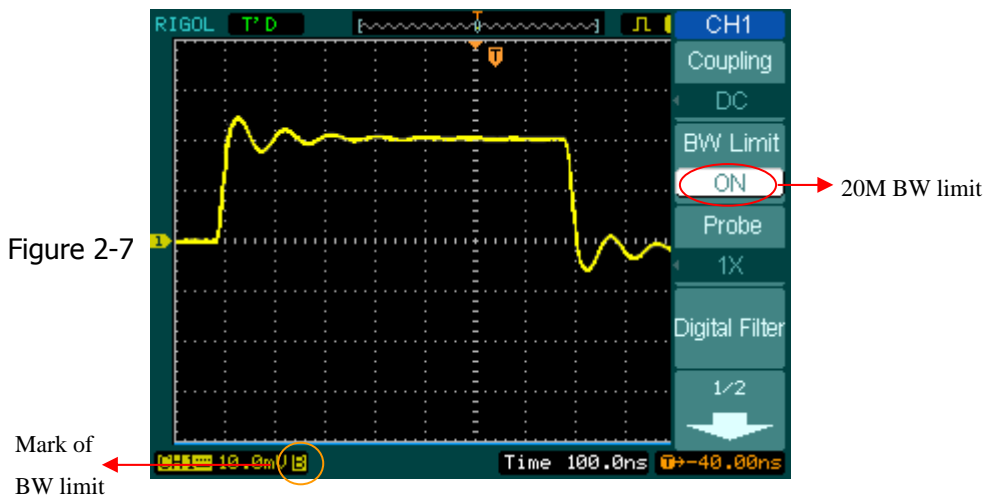 RIGOL T'D CH1
Coupling
DC
BW Limit
ON
20M BW limit
Probe
1X
Figure 2-7
Digital Filter
1/2
Mark of
BW limit
CH1 10.0mV B
Time 100.0ns T→-40.00ns